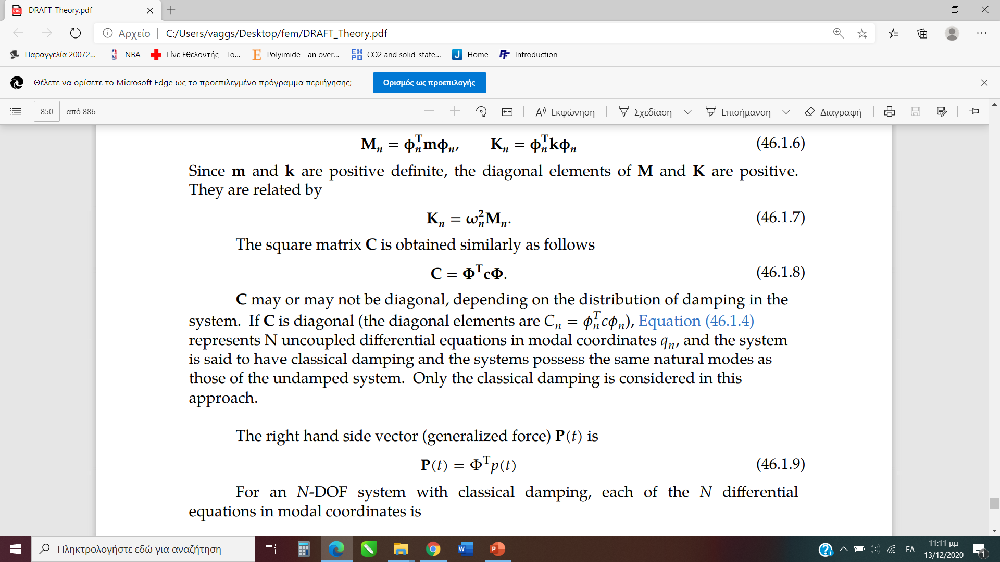 DRAFT_Theory.pdf
Αρχείο | C:/Users/vaggs/Desktop/fem/DRAFT_Theory.pdf
Παραγγελία 20072... NBA Γίνε Εθελοντής - Το... Polyimide - an over... CO2 and solid-state... Home Introduction
Θέλετε να ορίσετε το Microsoft Edge ως το προεπιλεγμένο πρόγραμμα περιήγησης; Ορισμός ως προεπιλογής
850 από 886 Εκφώνηση Σχεδίαση Επισήμανση Διαγραφή
𝐌ₙ = 𝛟ₙᵀ𝐦𝛟ₙ, 𝐊ₙ = 𝛟ₙᵀ𝐤𝛟ₙ (46.1.6)
Since m and k are positive definite, the diagonal elements of M and K are positive.
They are related by
𝐊ₙ = 𝛚ₙ²𝐌ₙ. (46.1.7)
The square matrix C is obtained similarly as follows
𝐂 = 𝚽ᵀ𝐜𝚽. (46.1.8)
C may or may not be diagonal, depending on the distribution of damping in the
system. If C is diagonal (the diagonal elements are Cₙ = ϕₙᵀcϕₙ), Equation (46.1.4)
represents N uncoupled differential equations in modal coordinates qₙ, and the system
is said to have classical damping and the systems possess the same natural modes as
those of the undamped system. Only the classical damping is considered in this
approach.
The right hand side vector (generalized force) P(t) is
P(t) = Φᵀp(t) (46.1.9)
For an N-DOF system with classical damping, each of the N differential
equations in modal coordinates is
Πληκτρολογήστε εδώ για αναζήτηση
ΕΛ
11:11 μμ
13/12/2020
1